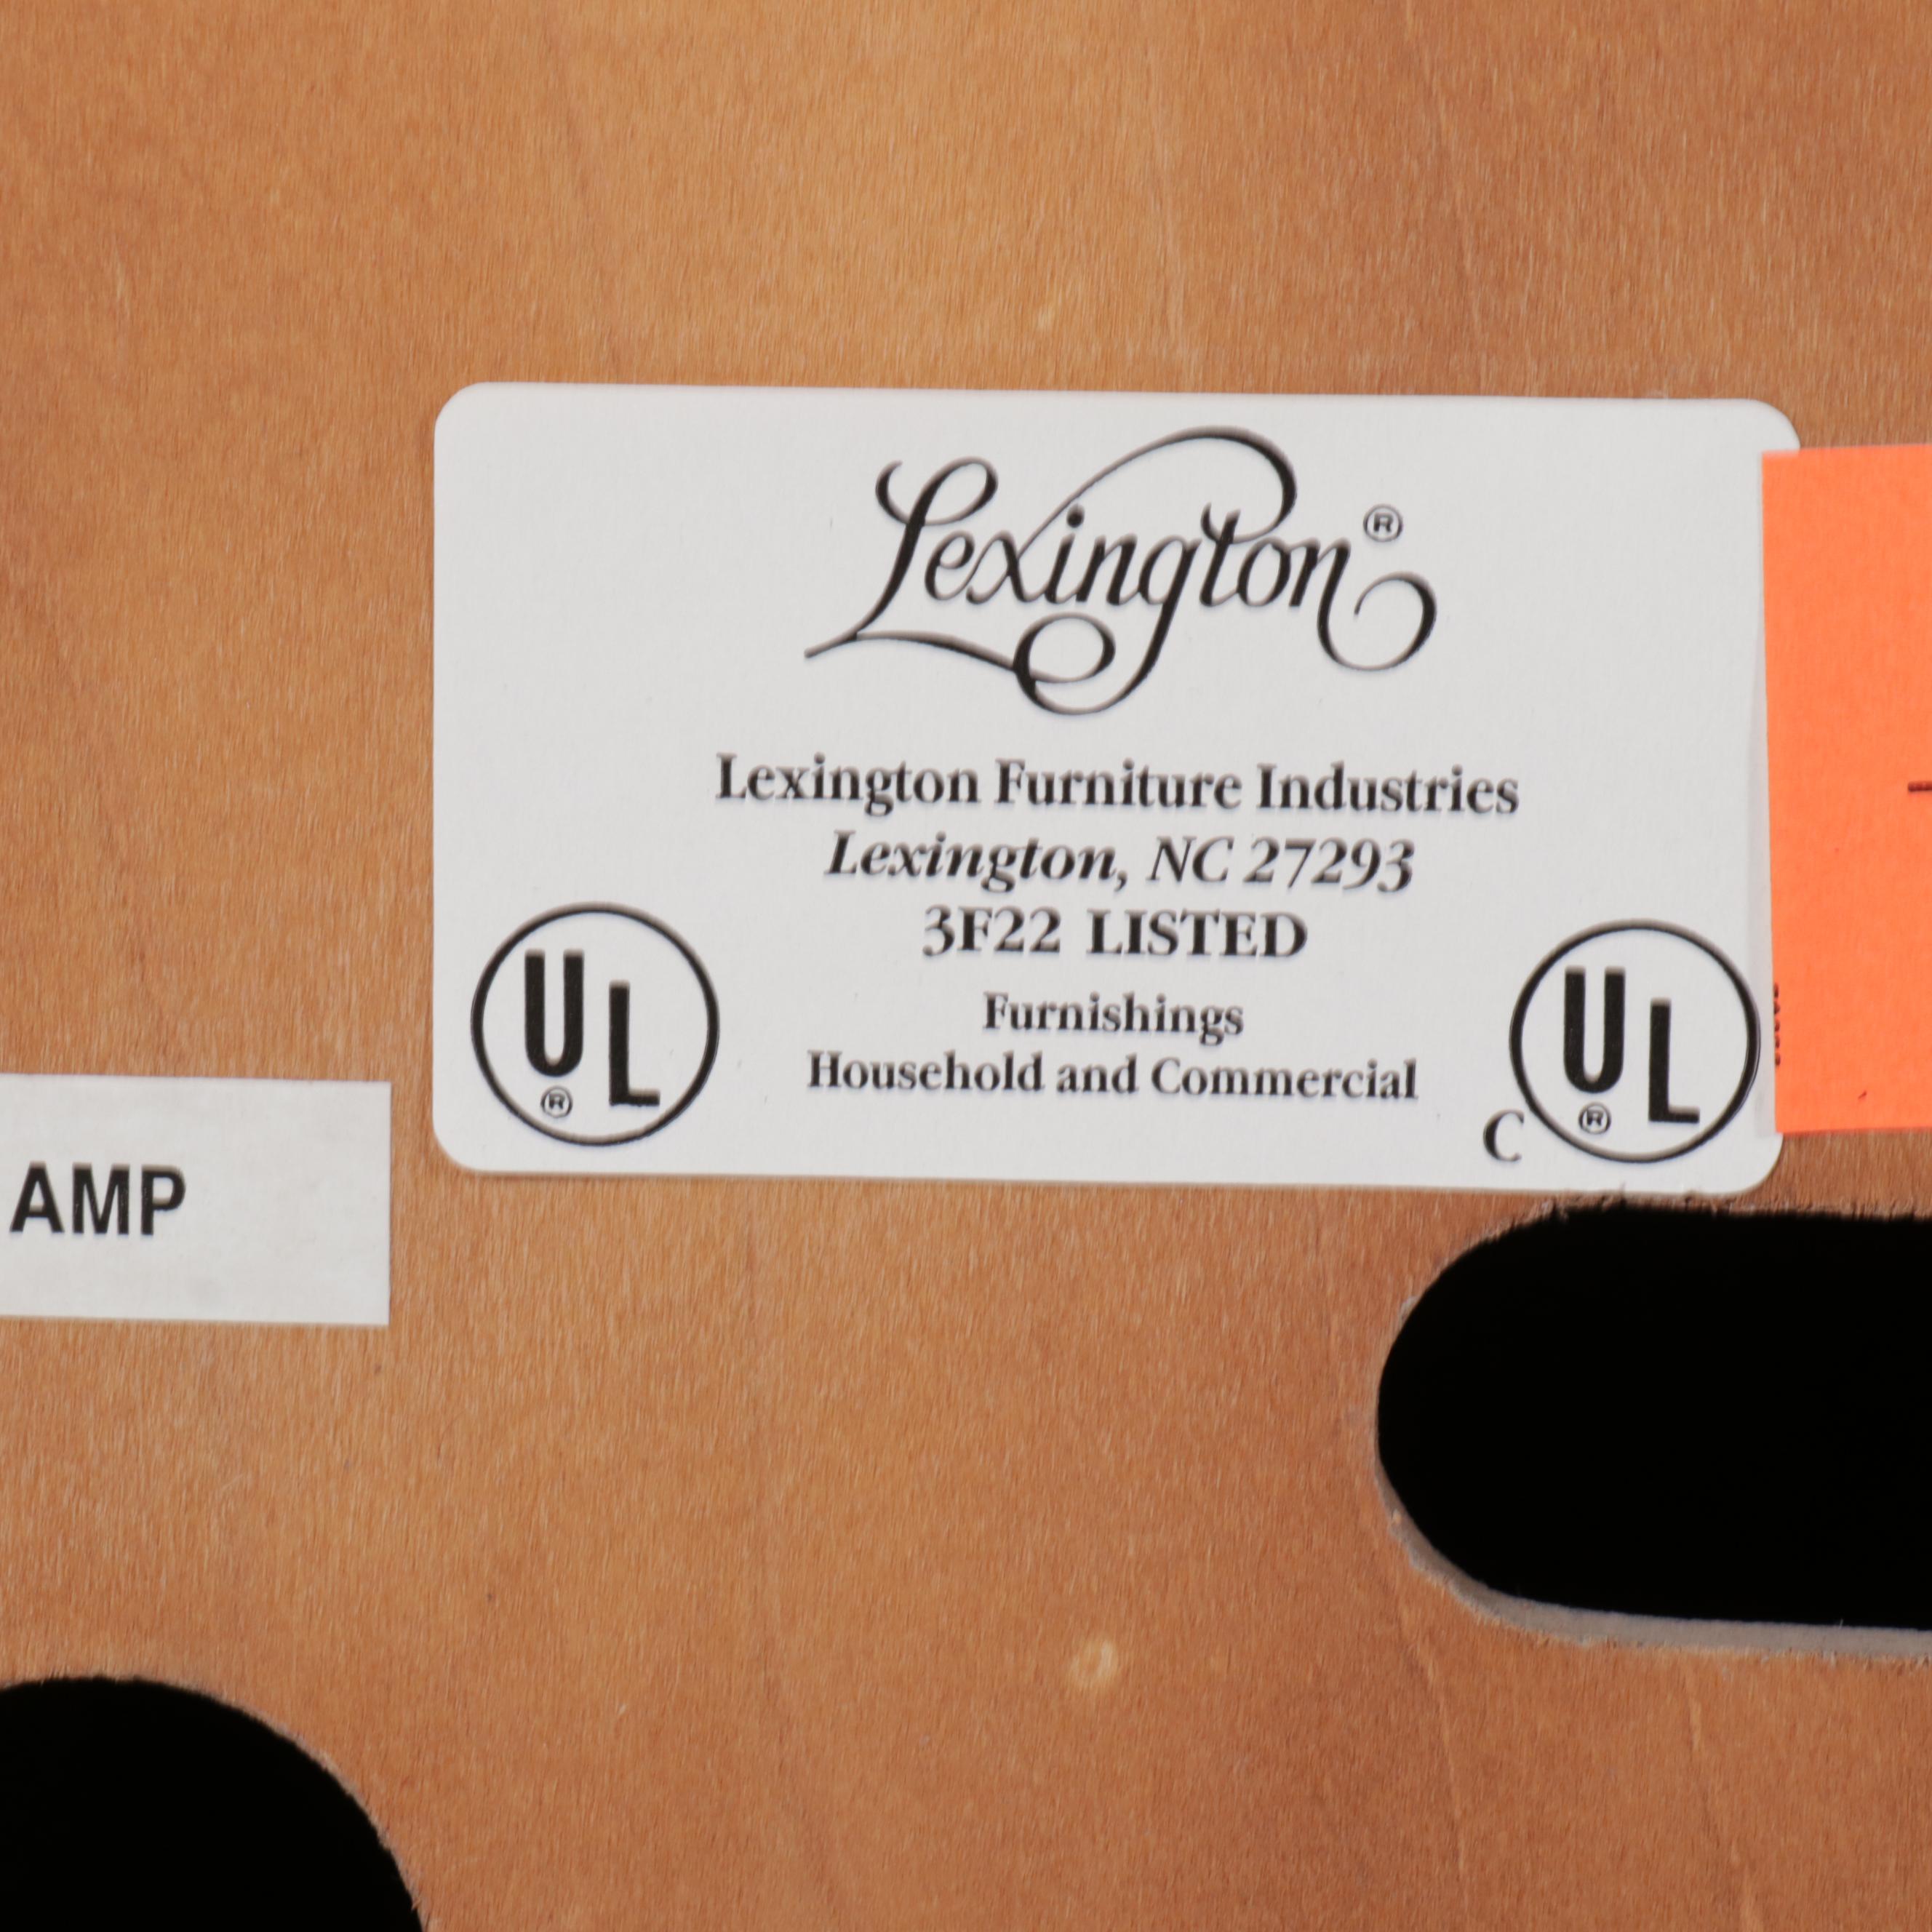 Lexington®
Lexington Furniture Industries
Lexington, NC 27293
3F22 LISTED
Furnishings
Household and Commercial
UL®
C UL®
AMP